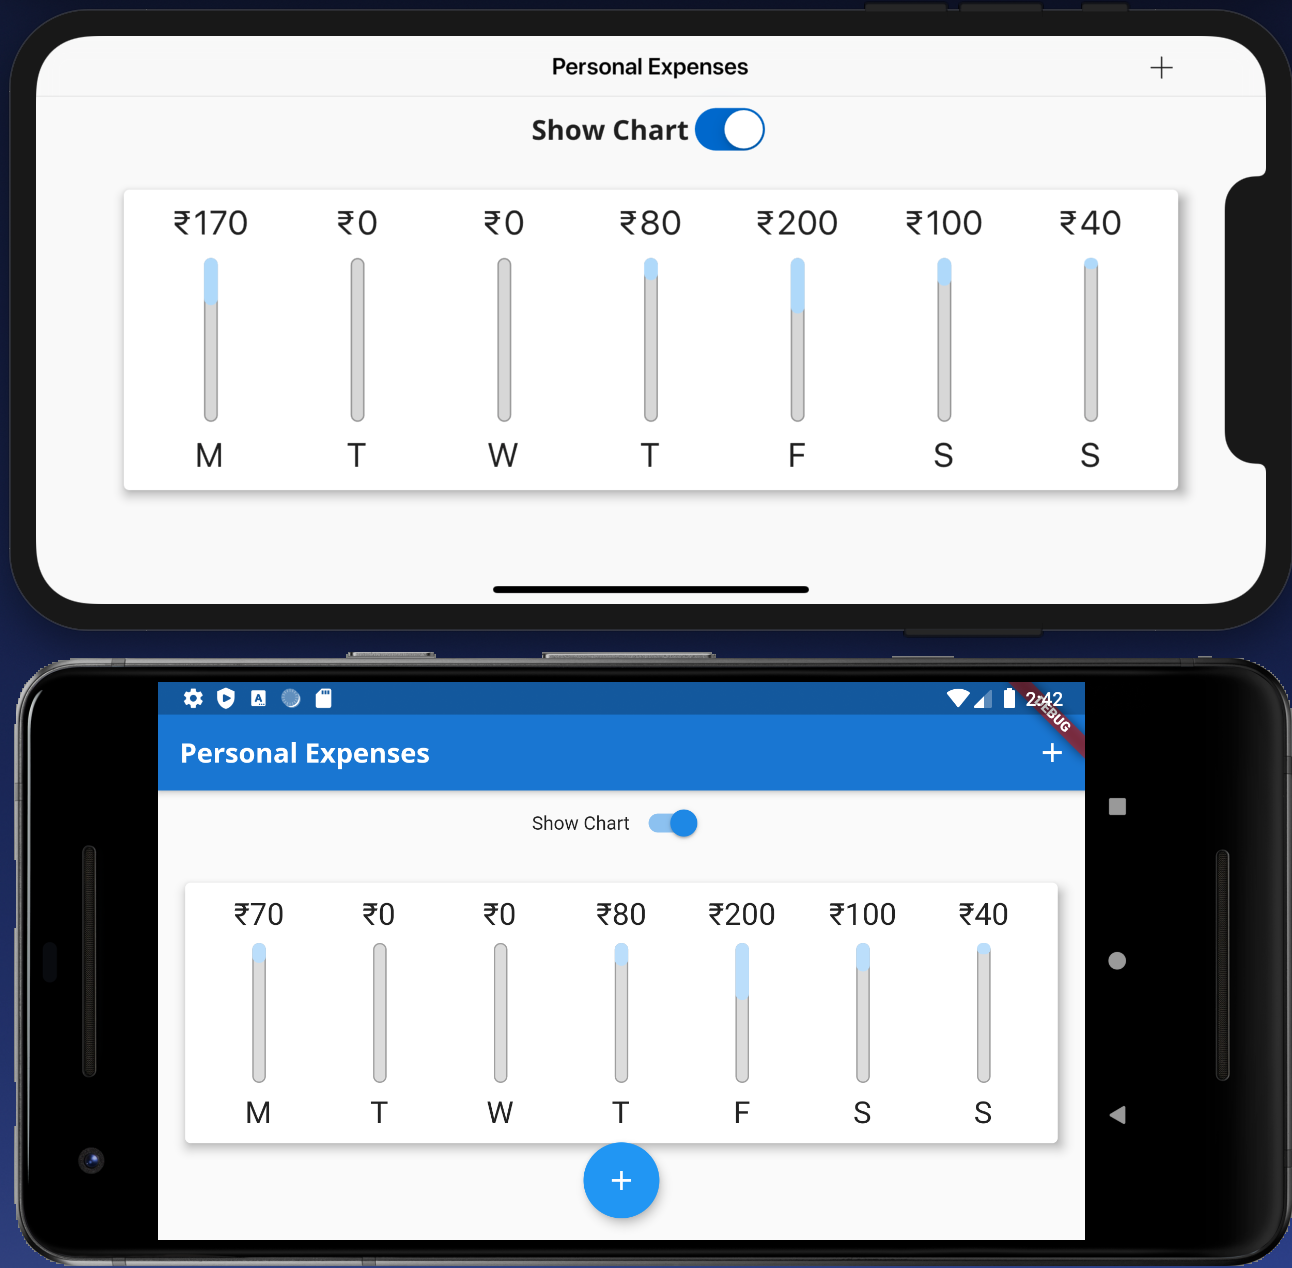 Personal Expenses
Show Chart
₹170 ₹0 ₹0 ₹80 ₹200 ₹100 ₹40
M T W T F S S
A 2:42
DEBUG
Personal Expenses
Show Chart
₹70 ₹0 ₹0 ₹80 ₹200 ₹100 ₹40
M T W T F S S